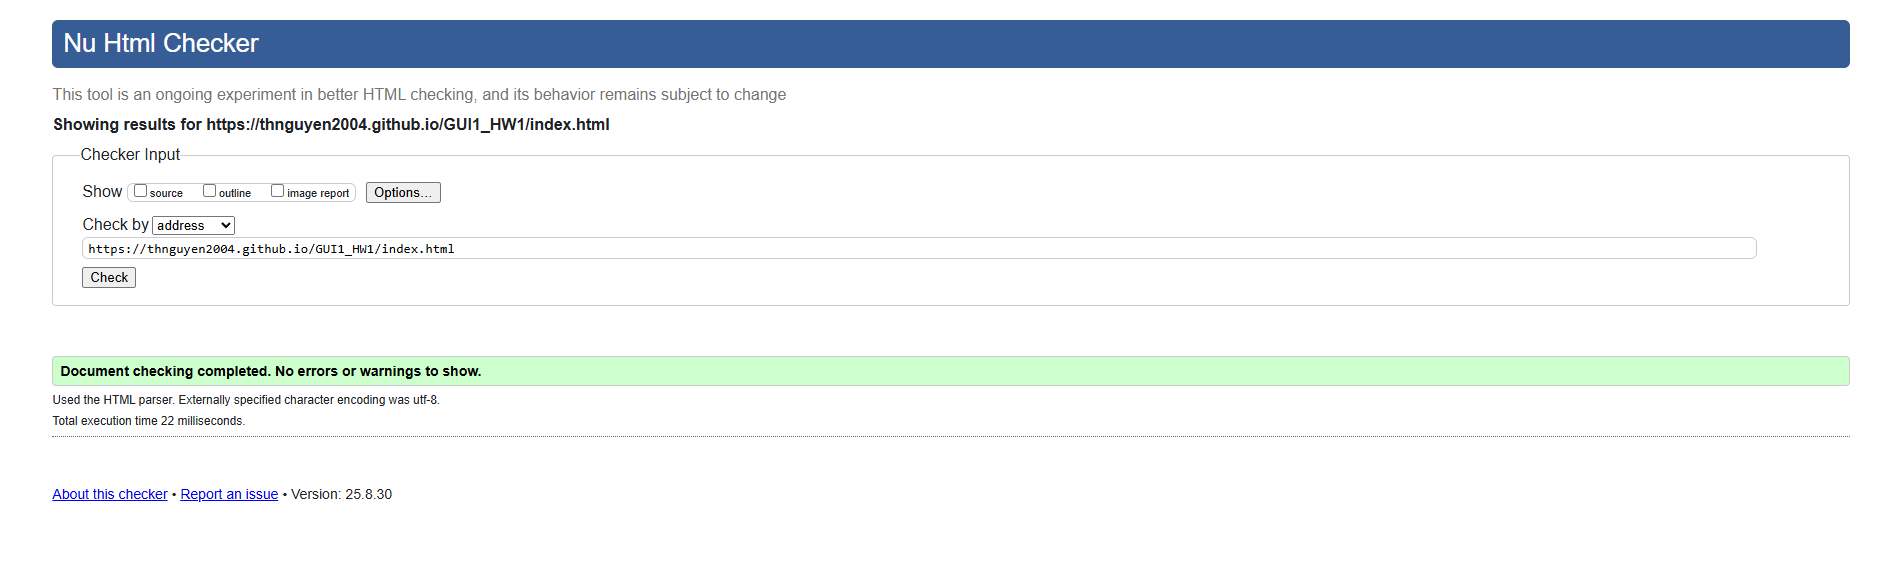 Nu Html Checker
This tool is an ongoing experiment in better HTML checking, and its behavior remains subject to change
Showing results for https://thnguyen2004.github.io/GUI1_HW1/index.html
Checker Input
Show source outline image report Options...
Check by address
https://thnguyen2004.github.io/GUI1_HW1/index.html
Check
Document checking completed. No errors or warnings to show.
Used the HTML parser. Externally specified character encoding was utf-8.
Total execution time 22 milliseconds.
About this checker • Report an issue • Version: 25.8.30